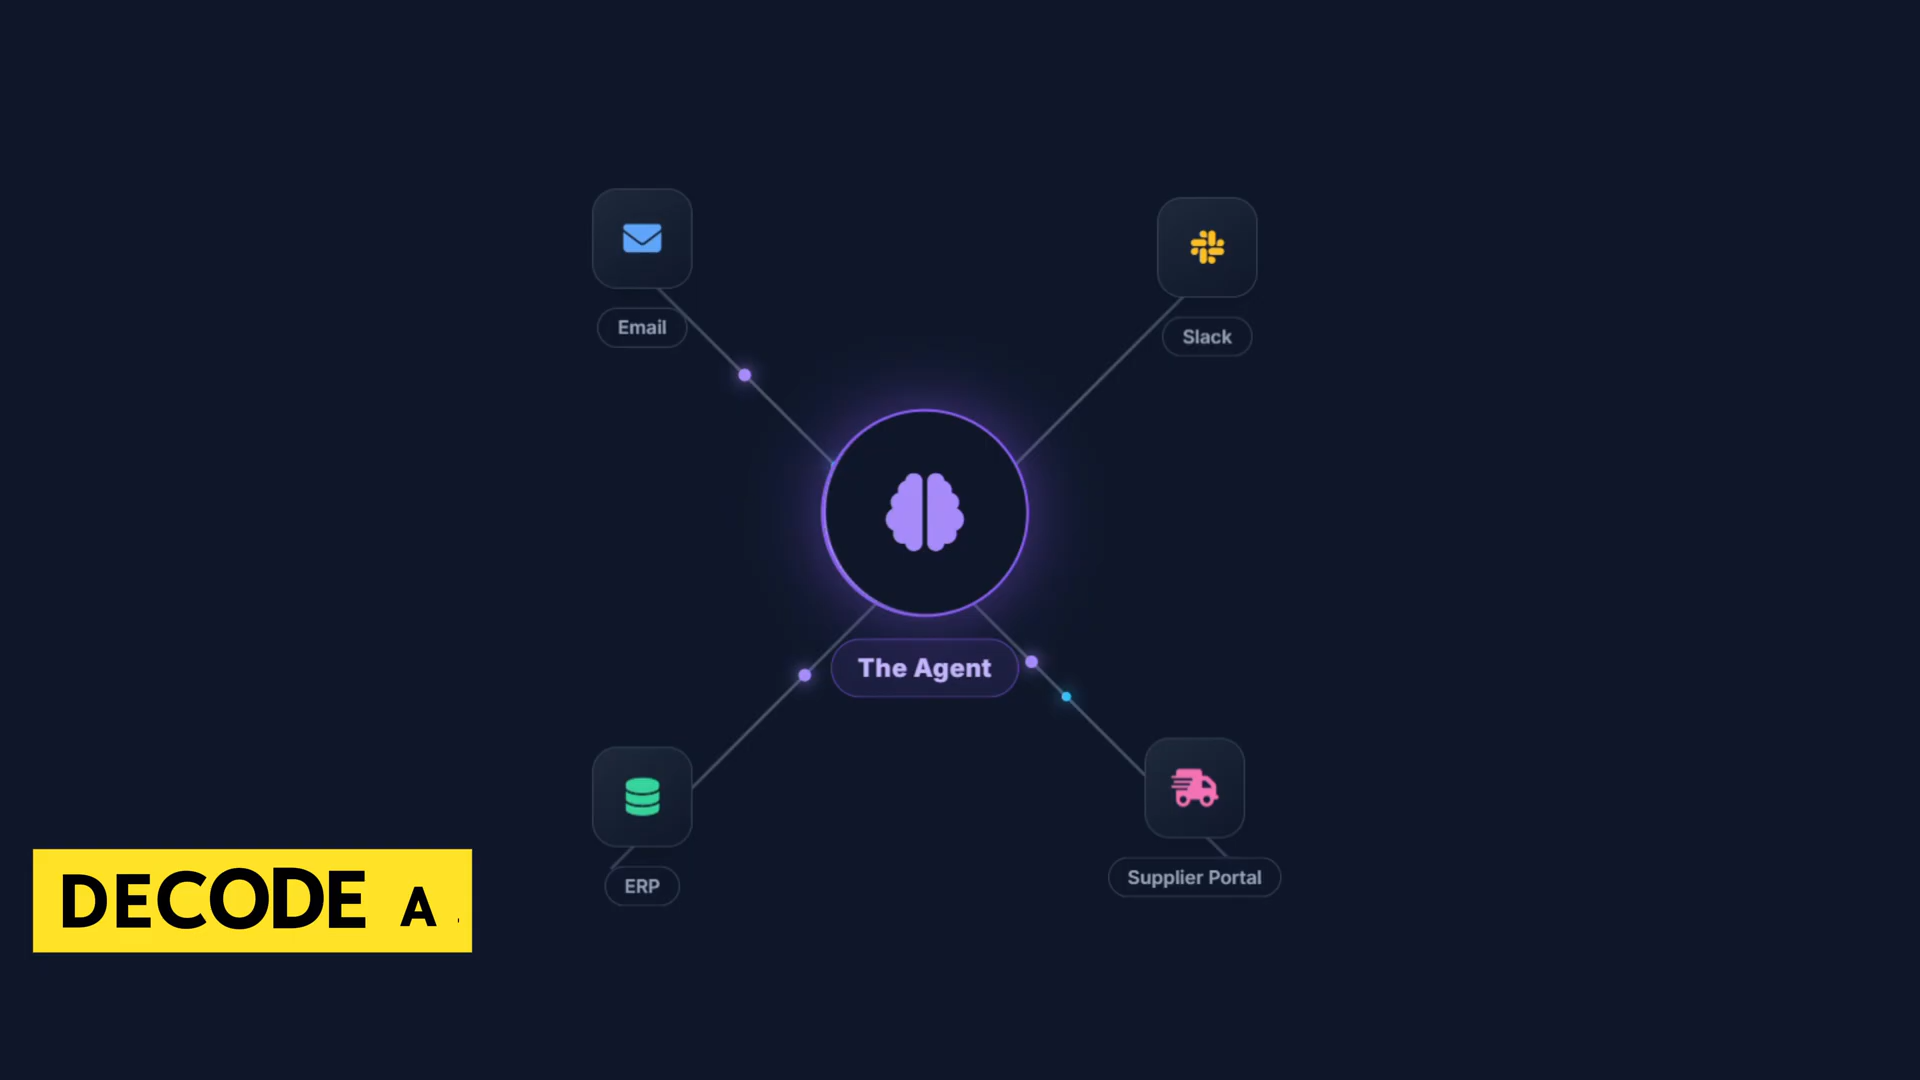 Email
Slack
The Agent
ERP
Supplier Portal
DECODE A